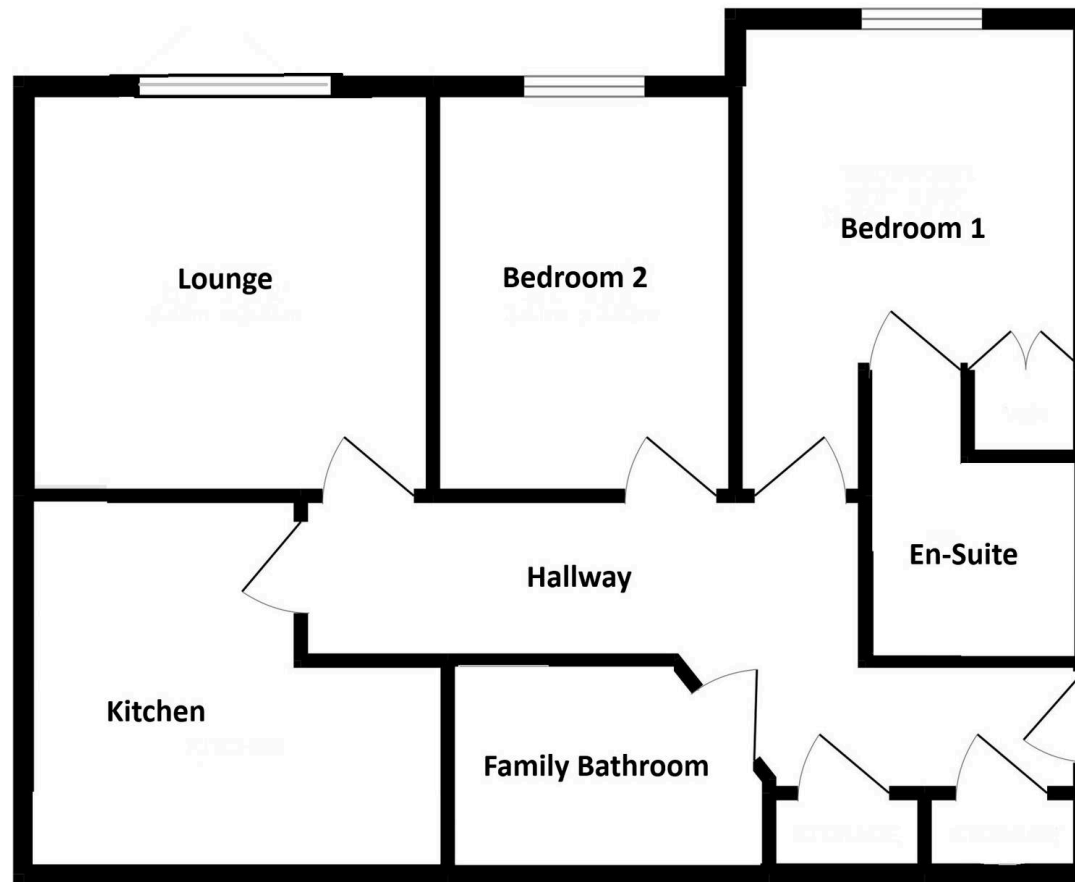 Bedroom 1
Lounge
Bedroom 2
En-Suite
Hallway
Kitchen
Family Bathroom